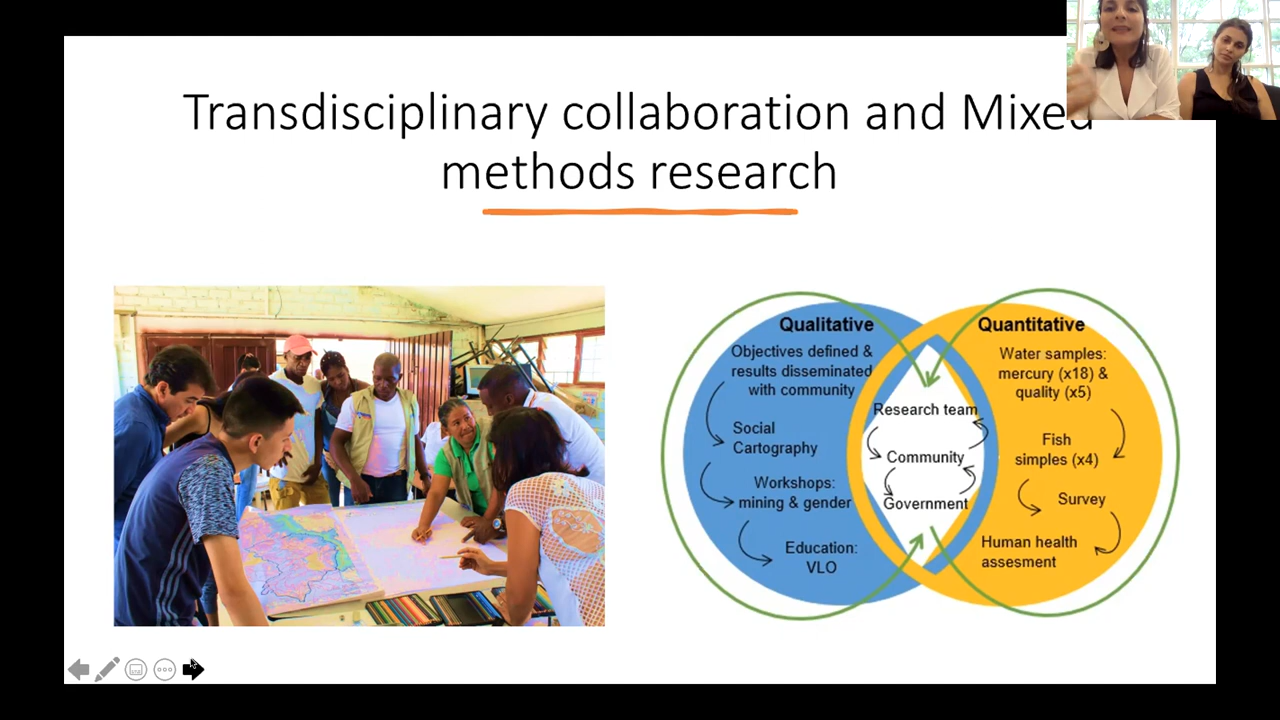 Transdisciplinary collaboration and Mixed
methods research
Qualitative
Objectives defined &
results disseminated
with community
Social
Cartography
Workshops:
mining & gender
Education:
VLO
Research team
Community
Government
Quantitative
Water samples:
mercury (x18) &
quality (x5)
Fish
simples (x4)
Survey
Human health
assesment